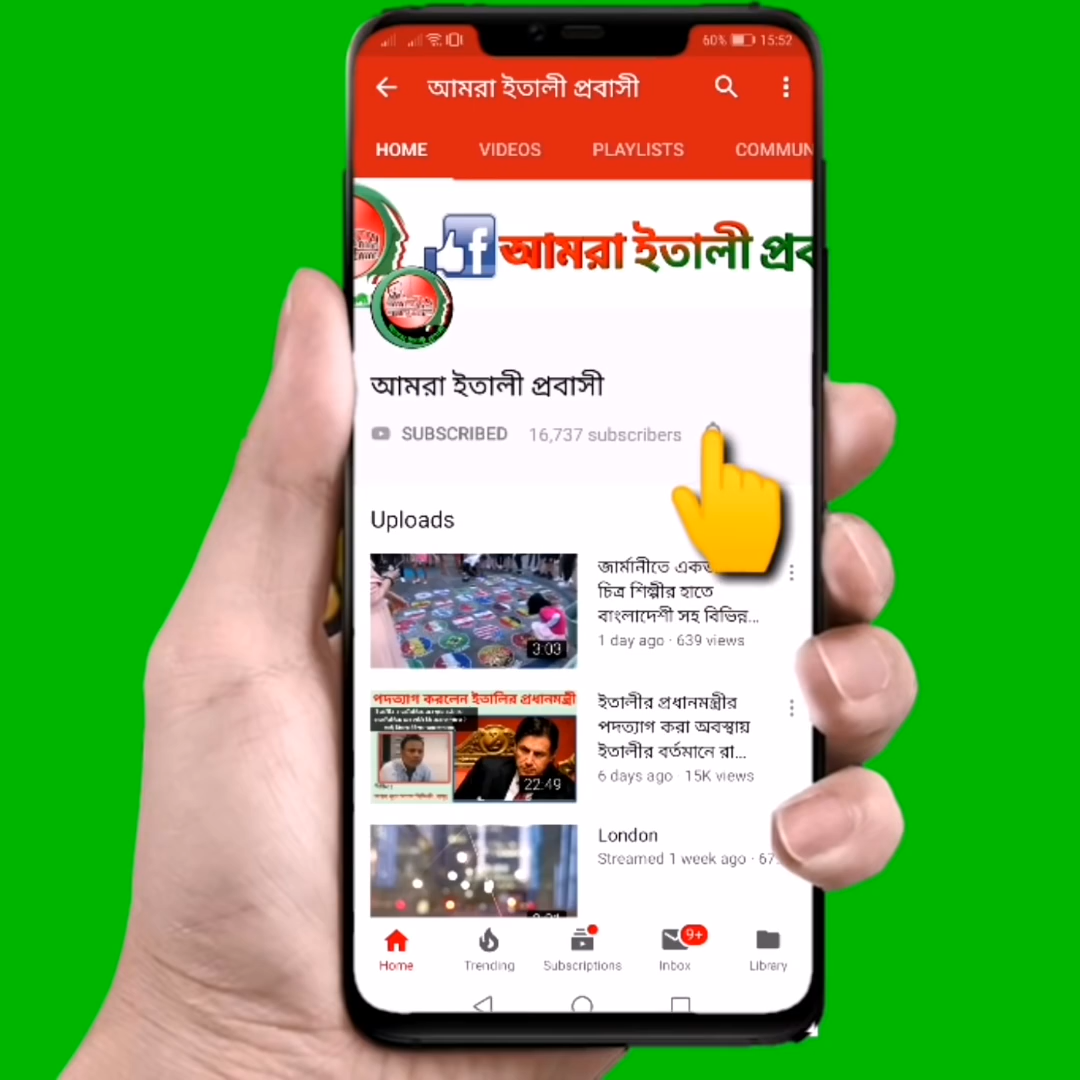 60% 15:52
আমরা ইতালী প্রবাসী
HOME VIDEOS PLAYLISTS COMMUN
আমরা ইতালী প্রব
আমরা ইতালী প্রবাসী
SUBSCRIBED 16,737 subscribers
Uploads
জার্মানীতে
চিত্র শিল্পীর হাতে
বাংলাদেশী সহ বিভিন্ন...
1 day ago · 639 views
3:03
পদত্যাগ করলেন ইতালির প্রধানমন্ত্রী
22:49
ইতালীর প্রধানমন্ত্রীর
পদত্যাগ করা অবস্থায়
ইতালীর বর্তমানে রা...
6 days ago · 15K views
London
Streamed 1 week ago · 67
9+
Home Trending Subscriptions Inbox Library